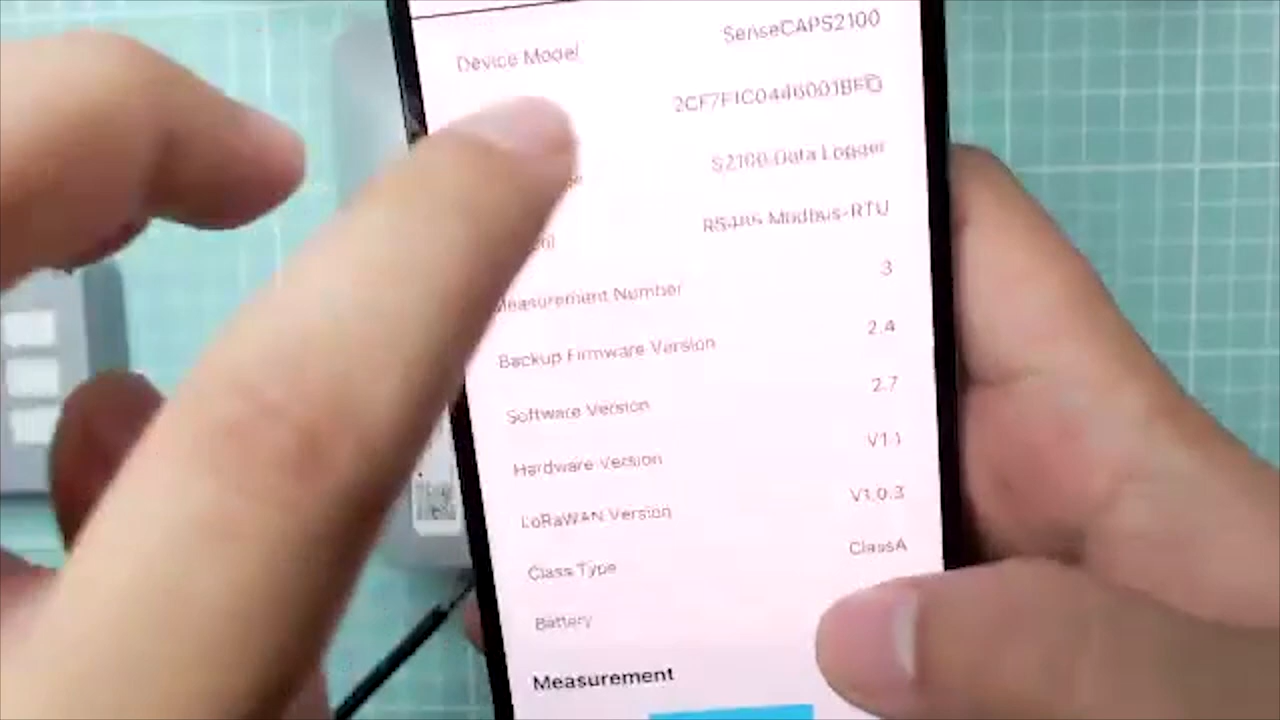 Device Model SenseCAPS2100
S2100 Data Logger
RS485 Modbus-RTU
Measurement Number 3
Backup Firmware Version 2.4
Software Version 2.7
Hardware Version V1.1
LoRaWAN Version V1.0.3
Class Type ClassA
Battery
Measurement